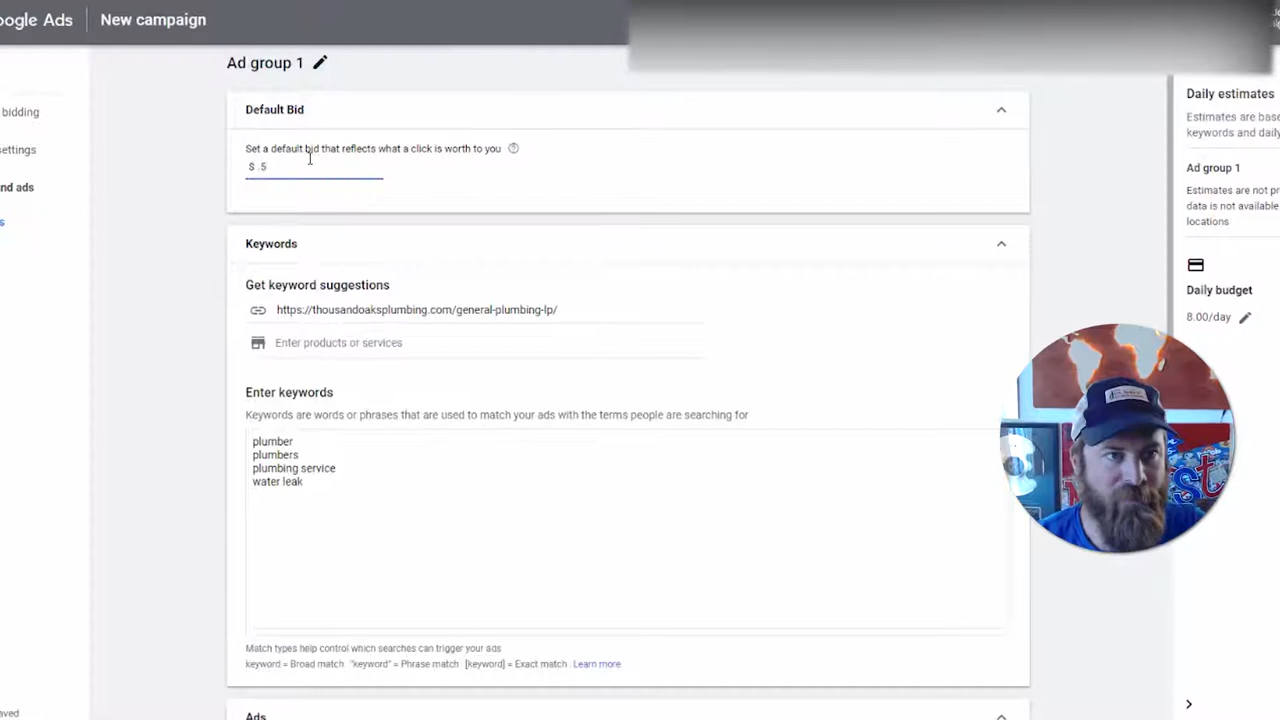 oogle Ads
New campaign
Ad group 1
Default Bid
Set a default bid that reflects what a click is worth to you
$ .5
Keywords
Get keyword suggestions
https://thousandoaksplumbing.com/general-plumbing-lp/
Enter products or services
Enter keywords
Keywords are words or phrases that are used to match your ads with the terms people are searching for
plumber
plumbers
plumbing service
water leak
Match types help control which searches can trigger your ads
keyword = Broad match "keyword" = Phrase match [keyword] = Exact match Learn more
Ads
bidding
settings
nd ads
s
aved
Daily estimates
Estimates are base
keywords and daily
Ad group 1
Estimates are not pr
data is not available
locations
Daily budget
8.00/day